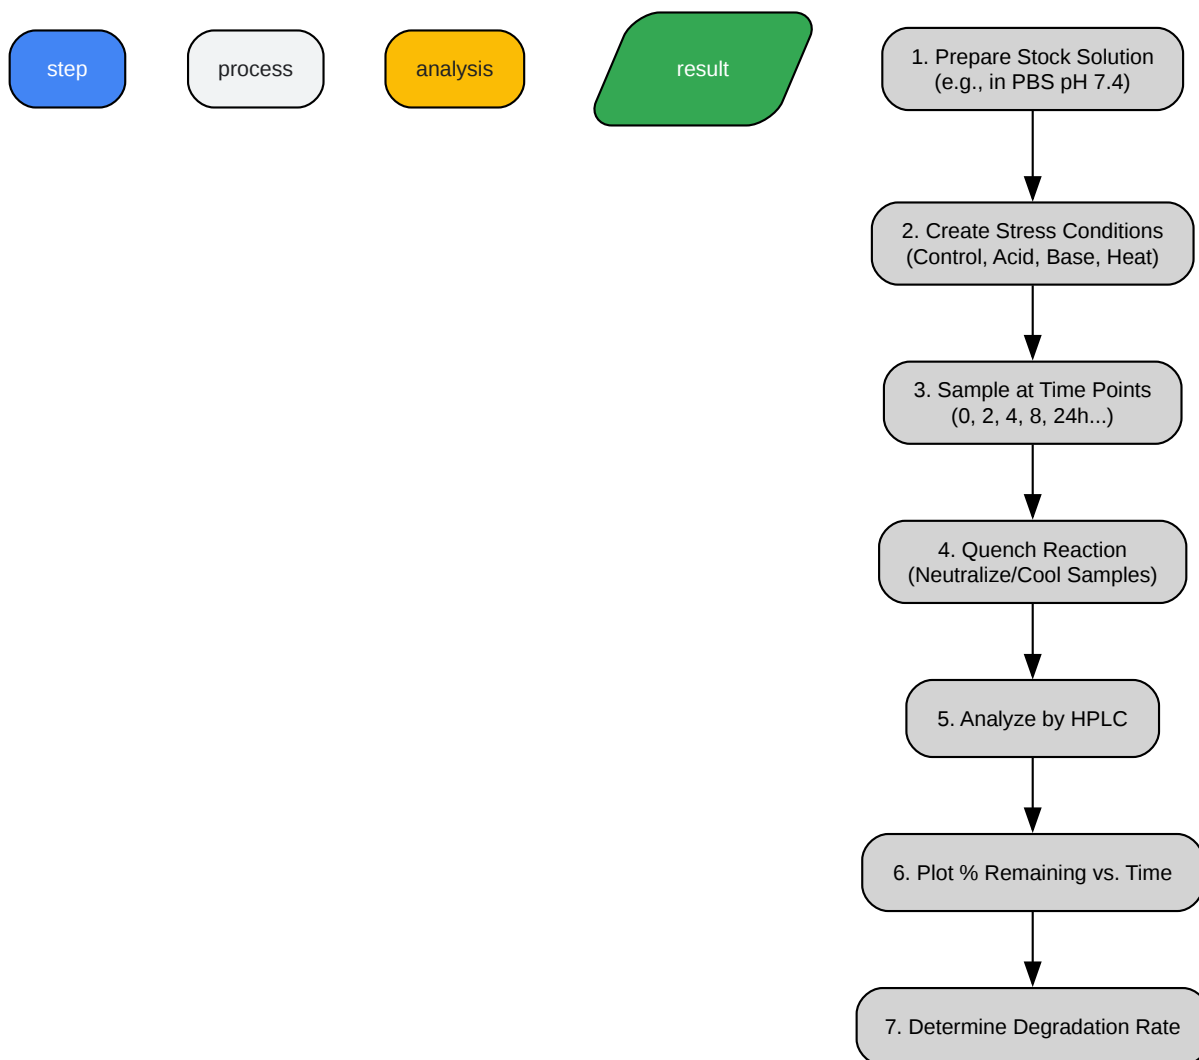 step
process
analysis
result
1. Prepare Stock Solution
(e.g., in PBS pH 7.4)
2. Create Stress Conditions
(Control, Acid, Base, Heat)
3. Sample at Time Points
(0, 2, 4, 8, 24h...)
4. Quench Reaction
(Neutralize/Cool Samples)
5. Analyze by HPLC
6. Plot % Remaining vs. Time
7. Determine Degradation Rate